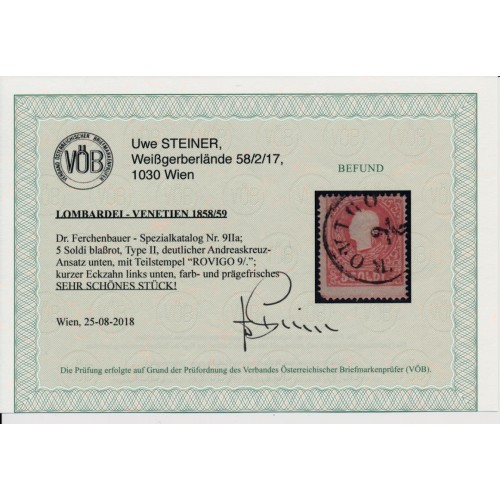 VERBAND ÖSTERREICHISCHER BRIEFMARKENPRÜFER
VÖB
Uwe STEINER,
Weißgerberlände 58/2/17,
1030 Wien
BEFUND
LOMBARDEI - VENETIEN 1858/59
Dr. Ferchenbauer - Spezialkatalog Nr. 9IIa;
5 Soldi blaßrot, Type II, deutlicher Andreaskreuz-
Ansatz unten, mit Teilstempel "ROVIGO 9/.";
kurzer Eckzahn links unten, farb- und prägefrisches
SEHR SCHÖNES STÜCK!
Wien, 25-08-2018
ROVIGO
SOLDI
Die Prüfung erfolgte auf Grund der Prüfordnung des Verbandes Österreichischer Briefmarkenprüfer (VÖB).